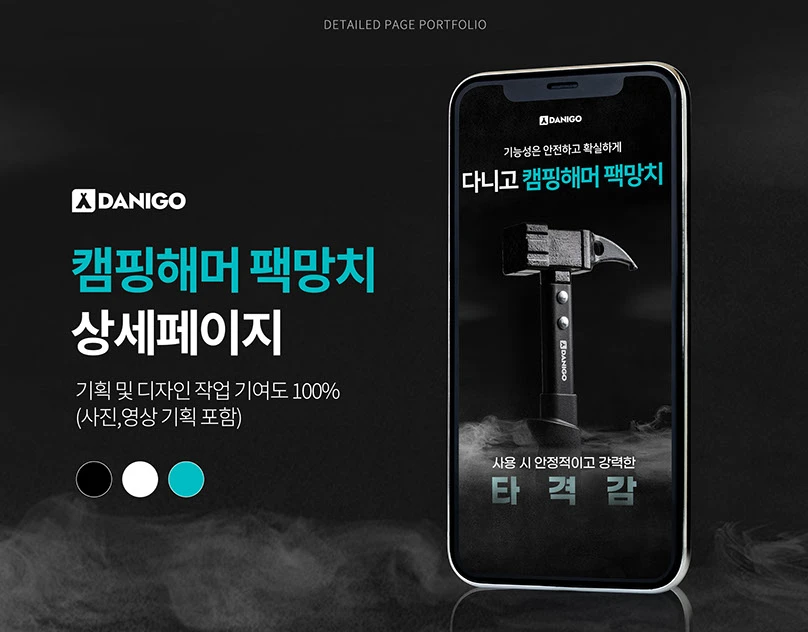 DETAILED PAGE PORTFOLIO
DANIGO
캠핑해머 팩망치
상세페이지
기획 및 디자인 작업 기여도 100%
(사진,영상 기획 포함)
DANIGO
기능성은 안전하고 확실하게
다니고 캠핑해머 팩망치
DANIGO
사용 시 안정적이고 강력한
타 격 감